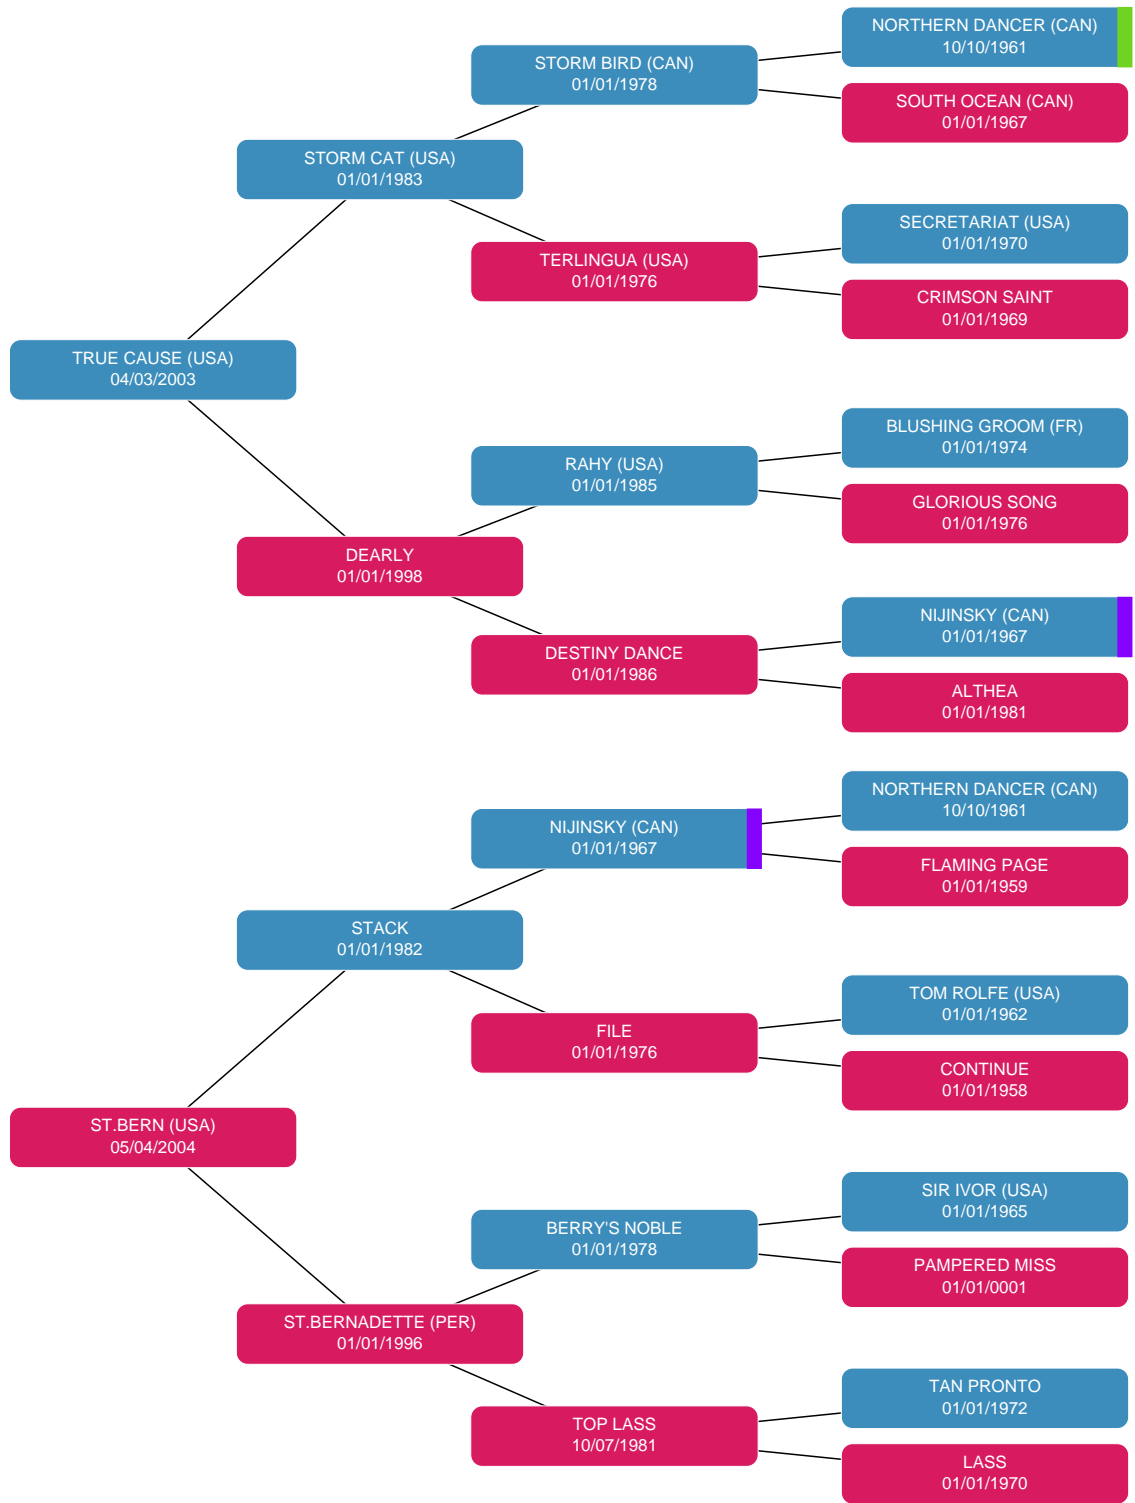 NORTHERN DANCER (CAN)
10/10/1961
STORM BIRD (CAN)
01/01/1978
SOUTH OCEAN (CAN)
01/01/1967
STORM CAT (USA)
01/01/1983
SECRETARIAT (USA)
01/01/1970
TERLINGUA (USA)
01/01/1976
CRIMSON SAINT
01/01/1969
TRUE CAUSE (USA)
04/03/2003
BLUSHING GROOM (FR)
01/01/1974
RAHY (USA)
01/01/1985
GLORIOUS SONG
01/01/1976
DEARLY
01/01/1998
NIJINSKY (CAN)
01/01/1967
DESTINY DANCE
01/01/1986
ALTHEA
01/01/1981
NORTHERN DANCER (CAN)
10/10/1961
NIJINSKY (CAN)
01/01/1967
FLAMING PAGE
01/01/1959
STACK
01/01/1982
TOM ROLFE (USA)
01/01/1962
FILE
01/01/1976
CONTINUE
01/01/1958
ST.BERN (USA)
05/04/2004
SIR IVOR (USA)
01/01/1965
BERRY'S NOBLE
01/01/1978
PAMPERED MISS
01/01/0001
ST.BERNADETTE (PER)
01/01/1996
TAN PRONTO
01/01/1972
TOP LASS
10/07/1981
LASS
01/01/1970